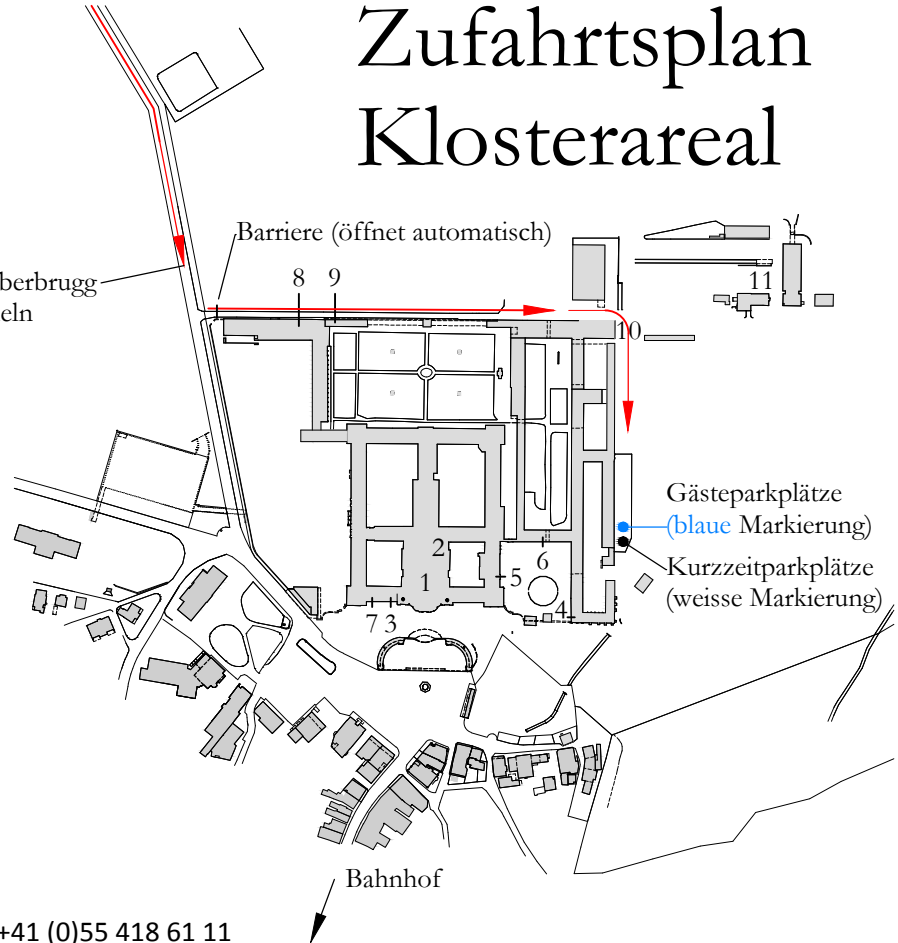 Zufahrtsplan
Klosterareal
Barriere (öffnet automatisch)
berbrugg
eln
8
9
11
10
Gästeparkplätze
(blaue Markierung)
Kurzzeitparkplätze
(weisse Markierung)
2
6
1
5
7
3
4
Bahnhof
+41 (0)55 418 61 11